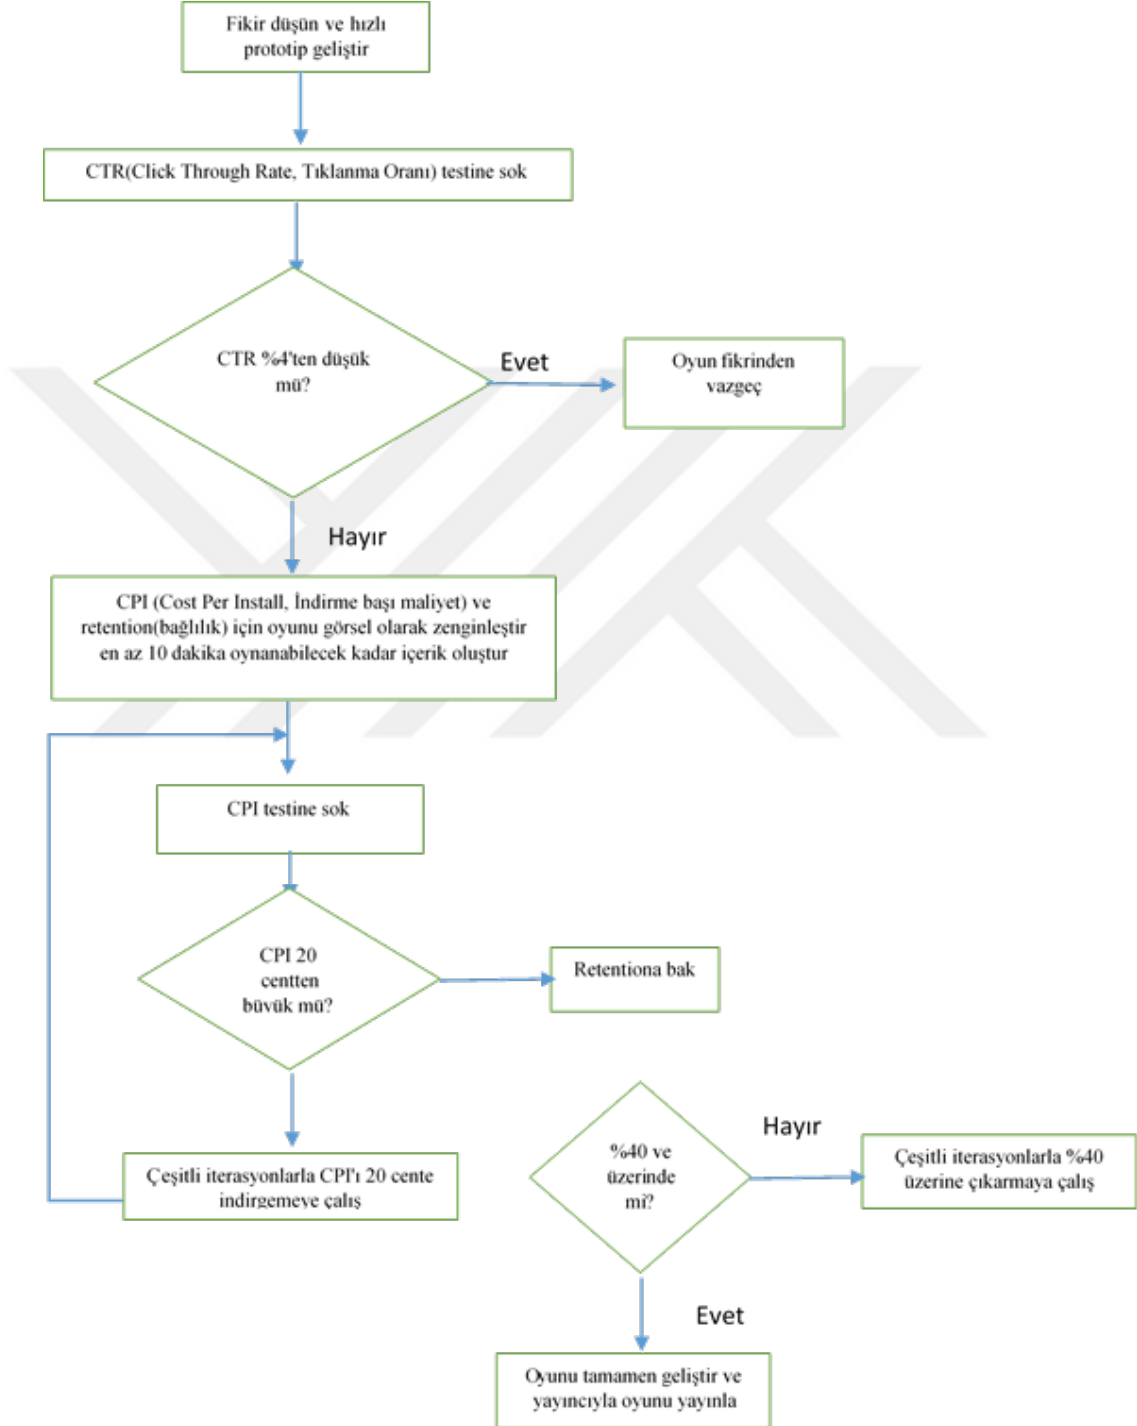 Fikir düşün ve hızlı
prototip geliştir
CTR(Click Through Rate, Tıklanma Oranı) testine sok
CTR %4'ten düşük
mü?
Evet
Oyun fikrinden
vazgeç
Hayır
CPI (Cost Per Install, İndirme başı maliyet) ve
retention(bağlılık) için oyunu görsel olarak zenginleştir
en az 10 dakika oynanabilecek kadar içerik oluştur
CPI testine sok
CPI 20
centten
büyük mü?
Retentiona bak
Çeşitli iterasyonlarla CPI'ı 20 cente
indirgemeye çalış
%40 ve
üzerinde
mi?
Hayır
Çeşitli iterasyonlarla %40
üzerine çıkarmaya çalış
Evet
Oyunu tamamen geliştir ve
yayıncıyla oyunu yayınla